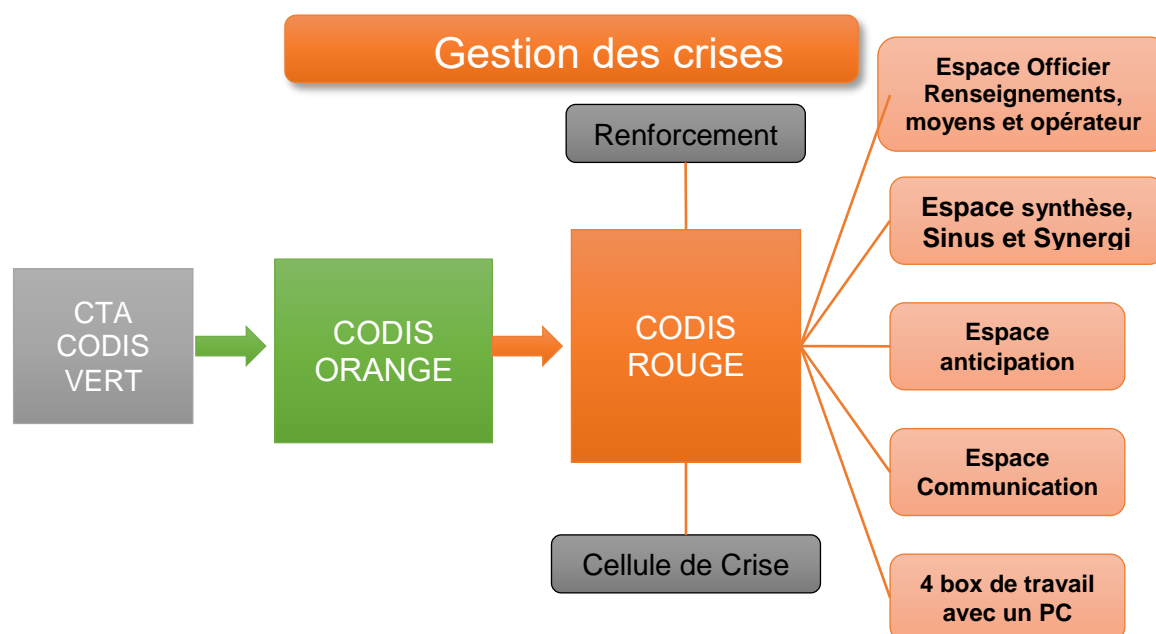 Gestion des crises
Renforcement
CTA
CODIS
VERT
CODIS
ORANGE
CODIS
ROUGE
Cellule de Crise
Espace Officier
Renseignements,
moyens et opérateur
Espace synthèse,
Sinus et Synergi
Espace
anticipation
Espace
Communication
4 box de travail
avec un PC